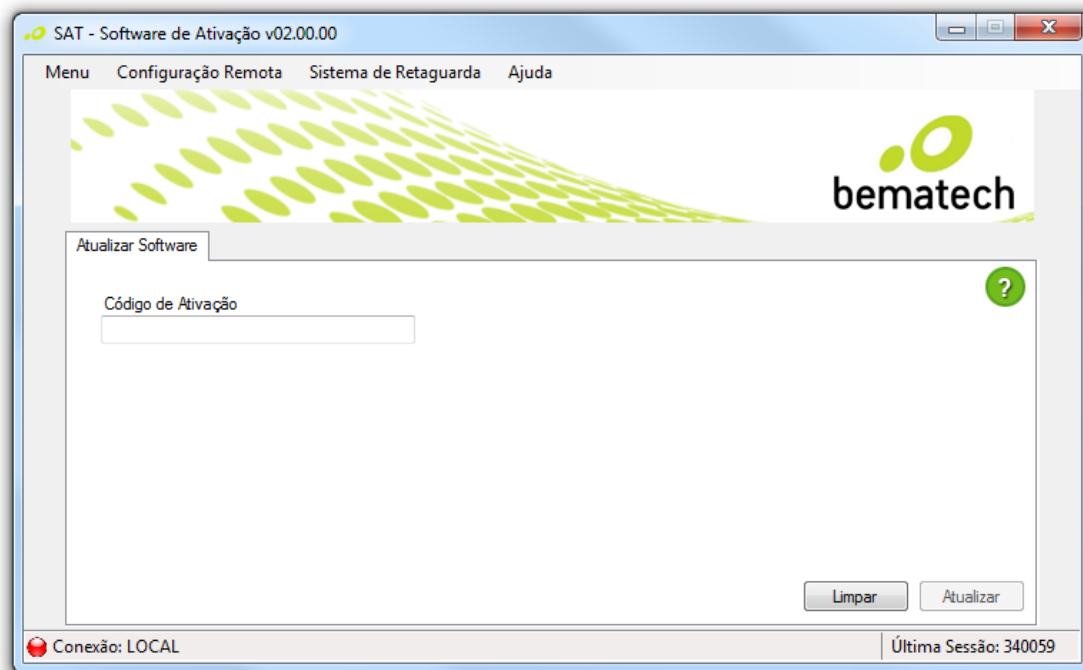 SAT - Software de Ativação v02.00.00
Menu Configuração Remota Sistema de Retaguarda Ajuda
bematech
Atualizar Software
?
Código de Ativação
Limpar Atualizar
Conexão: LOCAL Última Sessão: 340059